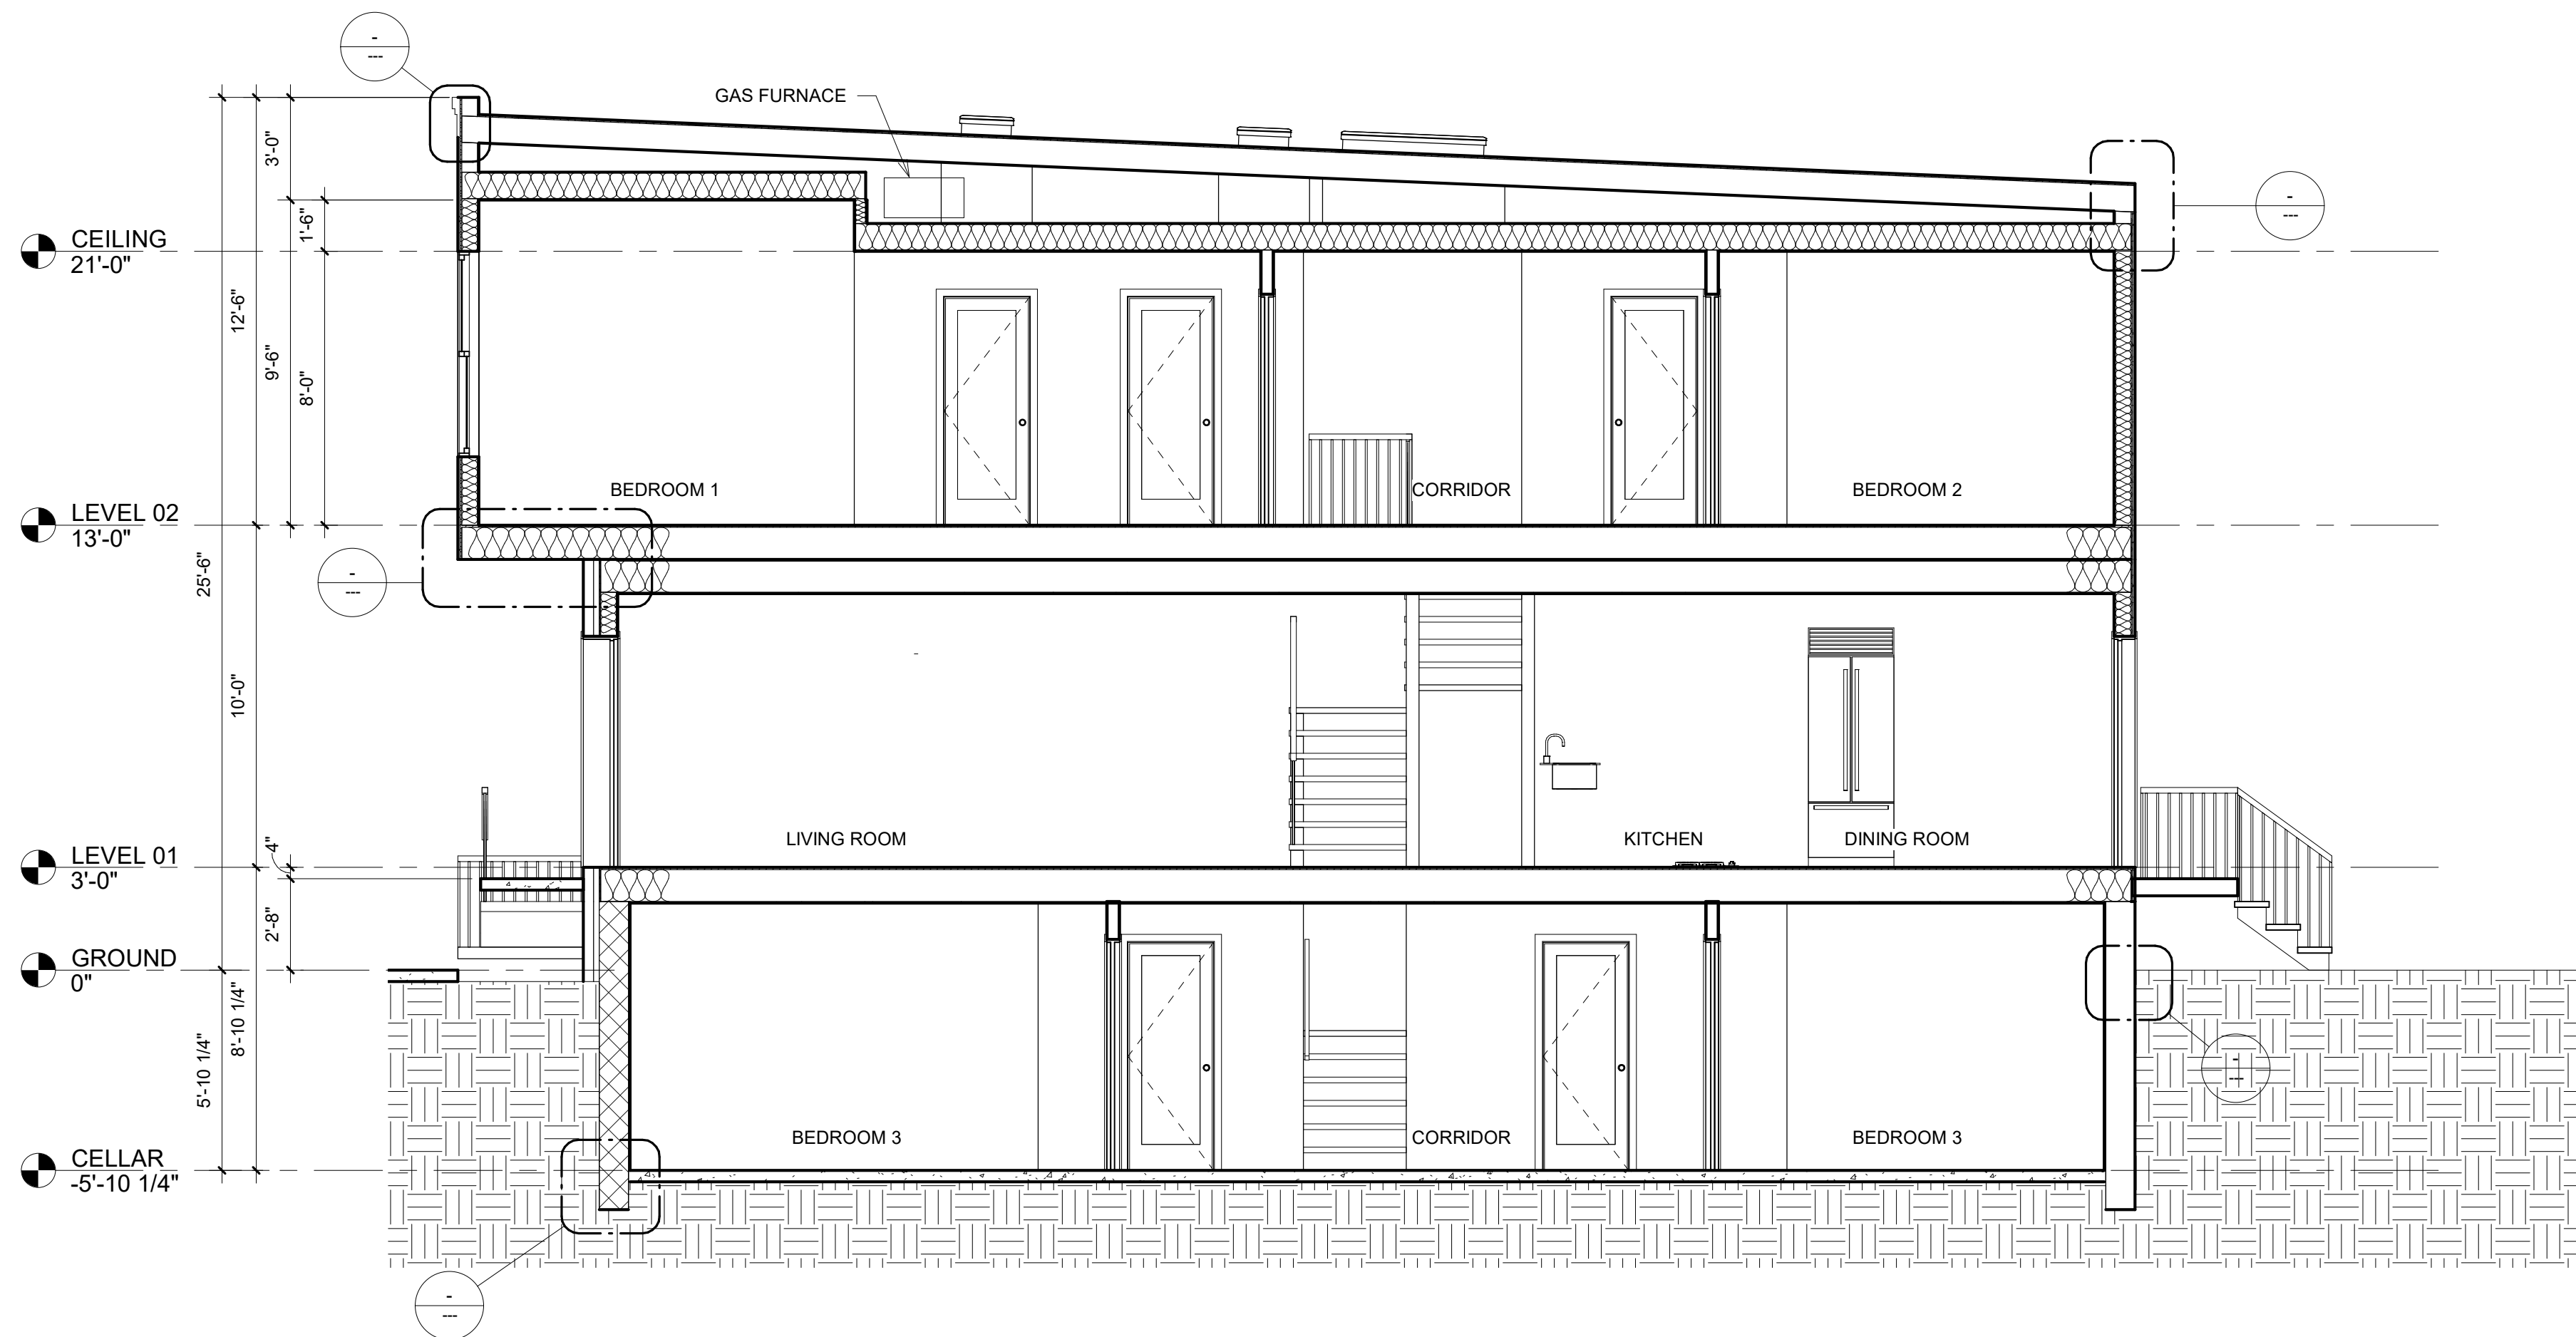 -
---
GAS FURNACE
3'-0"
-
---
1'-6"
CEILING
21'-0"
12'-6"
9'-6"
8'-0"
BEDROOM 1
CORRIDOR
BEDROOM 2
LEVEL 02
13'-0"
25'-6"
-
---
10'-0"
LIVING ROOM
KITCHEN
DINING ROOM
4"
LEVEL 01
3'-0"
2'-8"
GROUND
0"
8'-10 1/4"
5'-10 1/4"
-
---
BEDROOM 3
CORRIDOR
BEDROOM 3
CELLAR
-5'-10 1/4"
-
---